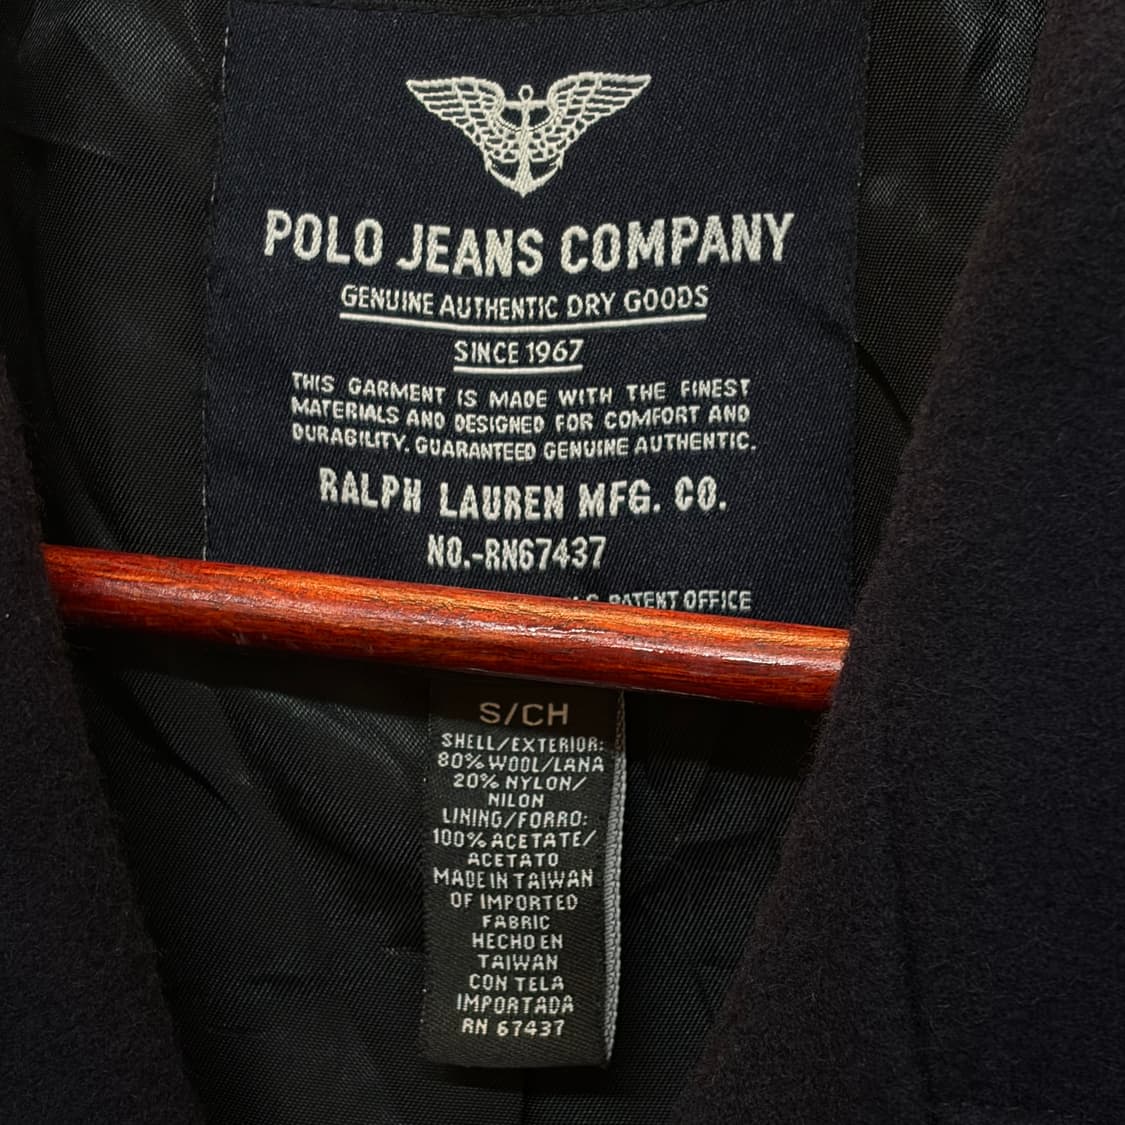 POLO JEANS COMPANY
GENUINE AUTHENTIC DRY GOODS
SINCE 1967
THIS GARMENT IS MADE WITH THE FINEST
MATERIALS AND DESIGNED FOR COMFORT AND
DURABILITY. GUARANTEED GENUINE AUTHENTIC.
RALPH LAUREN MFG. CO.
NO.-RN67437
PATENT OFFICE
S/CH
SHELL/EXTERIOR:
80% WOOL/LANA
20% NYLON/
NILON
LINING/FORRO:
100% ACETATE/
ACETATO
MADE IN TAIWAN
OF IMPORTED
FABRIC
HECHO EN
TAIWAN
CON TELA
IMPORTADA
RN 67437